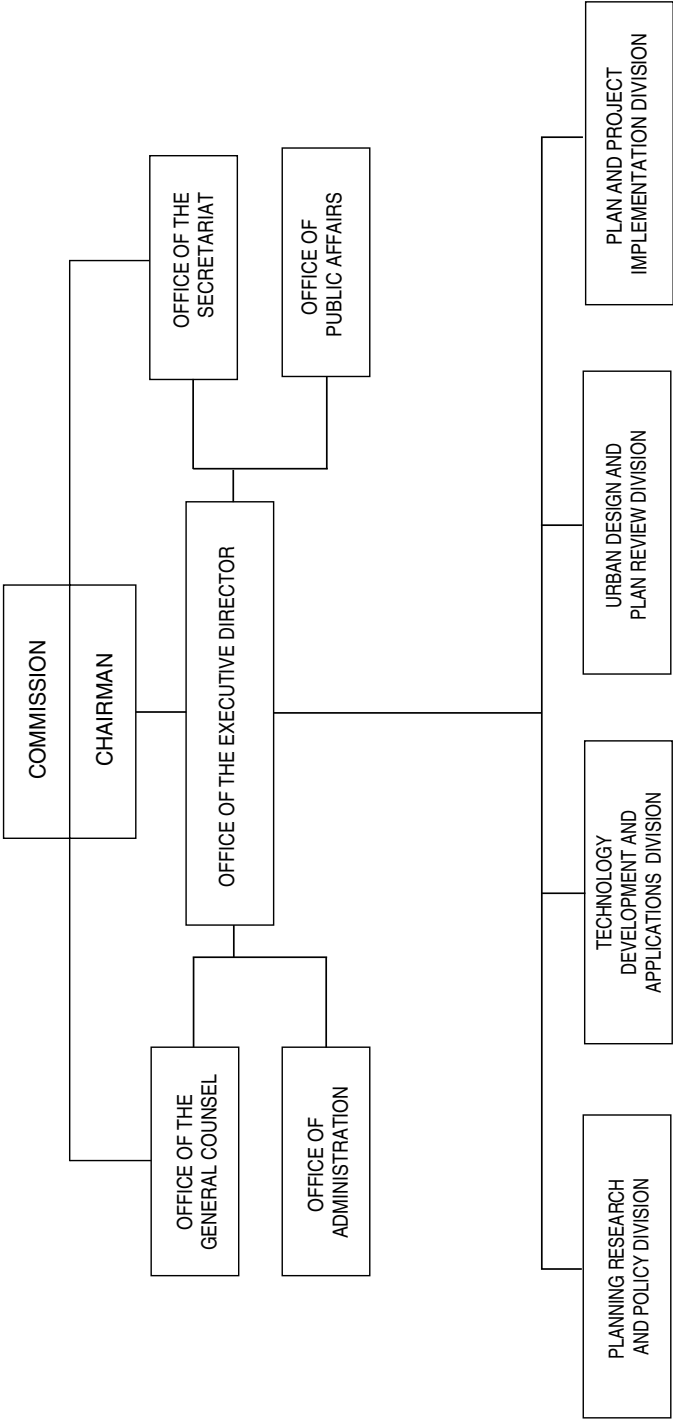 COMMISSION
CHAIRMAN
OFFICE OF THE
GENERAL COUNSEL
OFFICE OF THE EXECUTIVE DIRECTOR
OFFICE OF THE
SECRETARIAT
OFFICE OF
ADMINISTRATION
OFFICE OF
PUBLIC AFFAIRS
PLANNING RESEARCH
AND POLICY DIVISION
TECHNOLOGY
DEVELOPMENT AND
APPLICATIONS DIVISION
URBAN DESIGN AND
PLAN REVIEW DIVISION
PLAN AND PROJECT
IMPLEMENTATION DIVISION